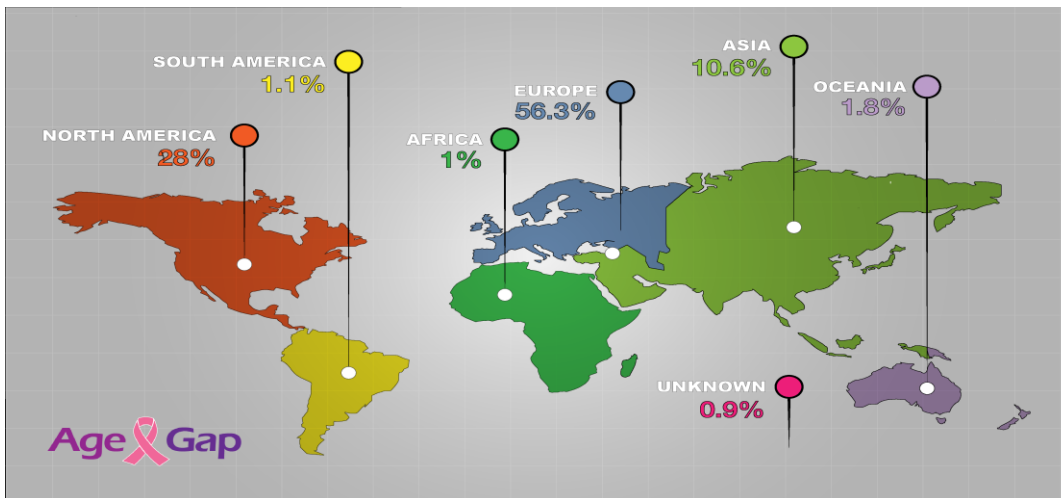 SOUTH AMERICA
1.1%
NORTH AMERICA
28%
AFRICA
1%
EUROPE
56.3%
ASIA
10.6%
OCEANIA
1.8%
UNKNOWN
0.9%
Age Gap